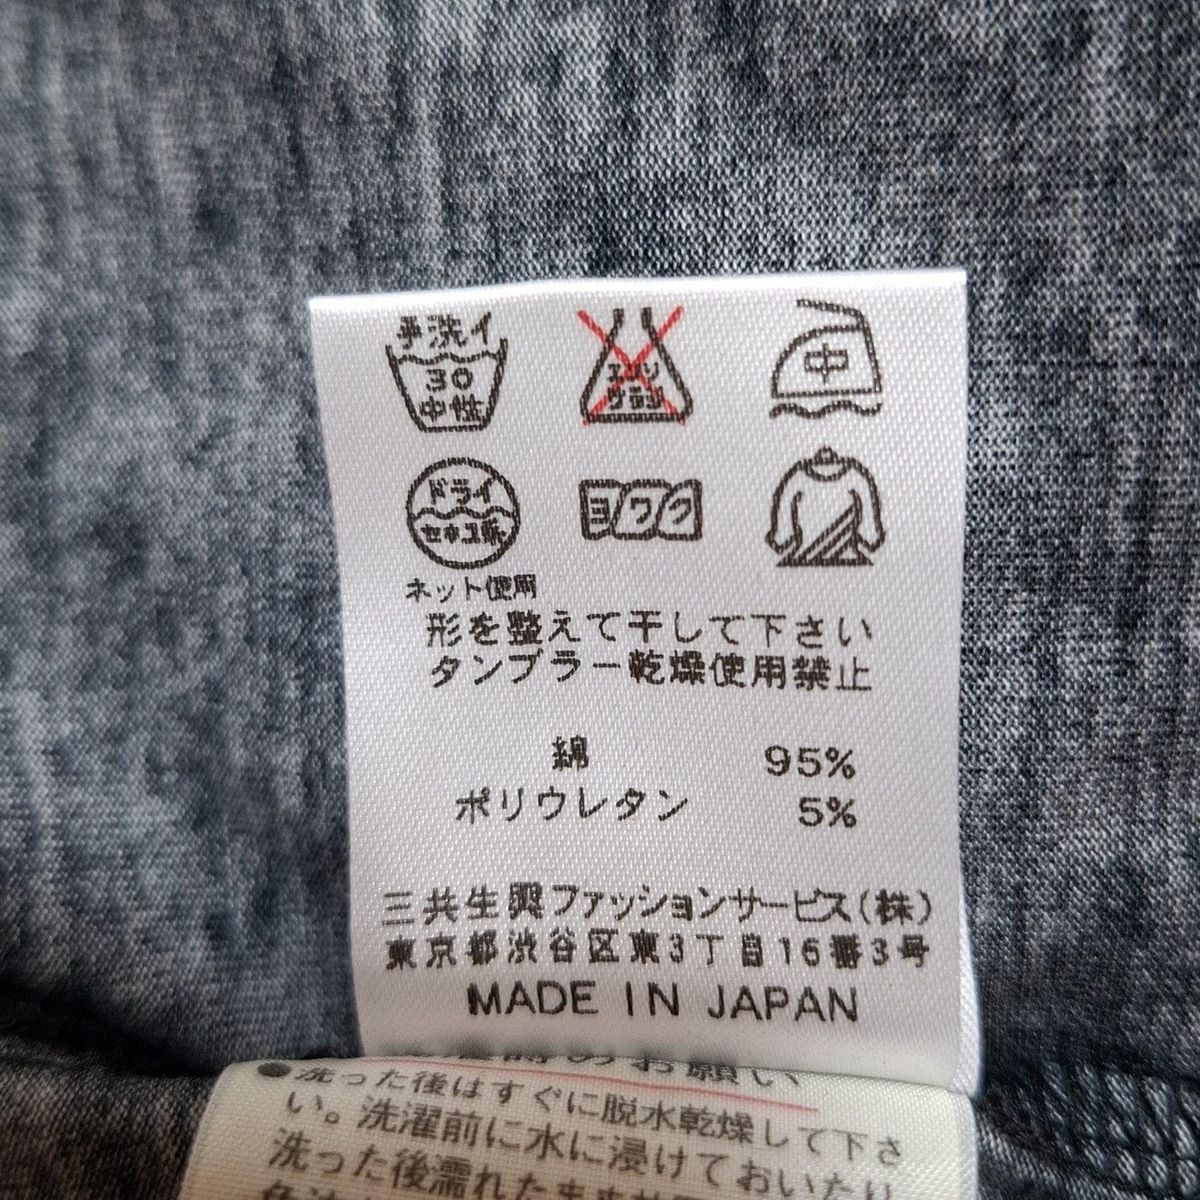 手洗イ
30
中性
エンソ
サラシ
中
ドライ
セキユ系
ヨワク
ネット使用
形を整えて干して下さい
タンブラー乾燥使用禁止
綿 95%
ポリウレタン 5%
三共生興ファッションサービス(株)
東京都渋谷区東3丁目16番3号
MADE IN JAPAN
のお願い
●洗った後はすぐに脱水乾燥して下さ
い。洗濯前に水に浸けておいたり
洗った後濡れたまま